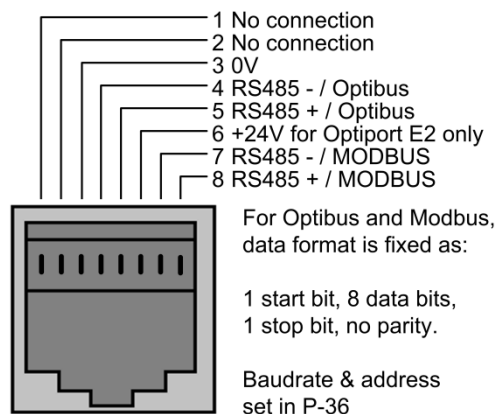 1 No connection
2 No connection
3 0V
4 RS485 - / Optibus
5 RS485 + / Optibus
6 +24V for Optiport E2 only
7 RS485 - / MODBUS
8 RS485 + / MODBUS
For Optibus and Modbus,
data format is fixed as:
1 start bit, 8 data bits,
1 stop bit, no parity.
Baudrate & address
set in P-36